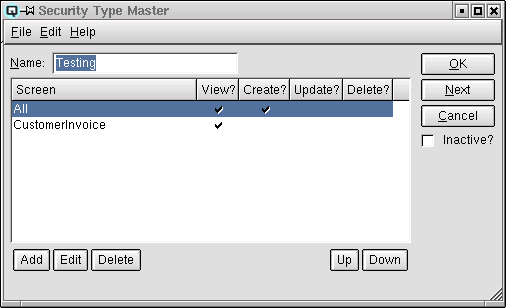 Security Type Master
File Edit Help
Name: Testing
OK
Screen View? Create? Update? Delete?
Next
All
CustomerInvoice
Cancel
Inactive?
Add Edit Delete Up Down